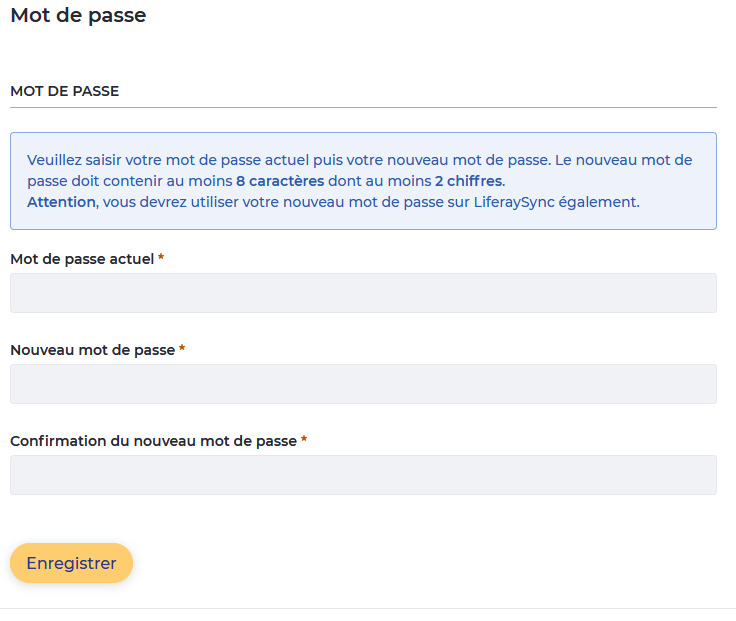 Mot de passe
MOT DE PASSE
Veuillez saisir votre mot de passe actuel puis votre nouveau mot de passe. Le nouveau mot de
passe doit contenir au moins 8 caractères dont au moins 2 chiffres.
Attention, vous devrez utiliser votre nouveau mot de passe sur LiferaySync également.
Mot de passe actuel *
Nouveau mot de passe *
Confirmation du nouveau mot de passe *
Enregistrer